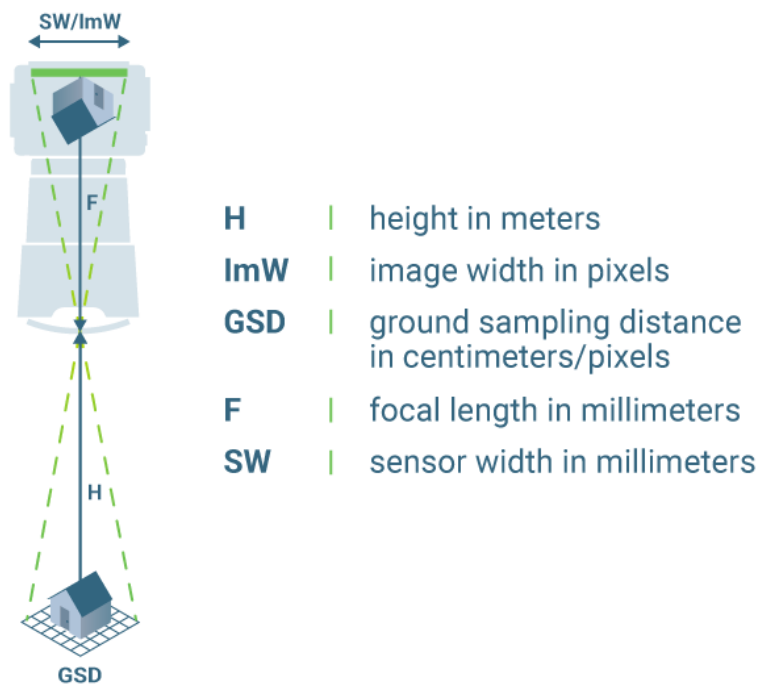 SW/ImW
F
H
GSD
H | height in meters
ImW | image width in pixels
GSD | ground sampling distance
in centimeters/pixels
F | focal length in millimeters
SW | sensor width in millimeters